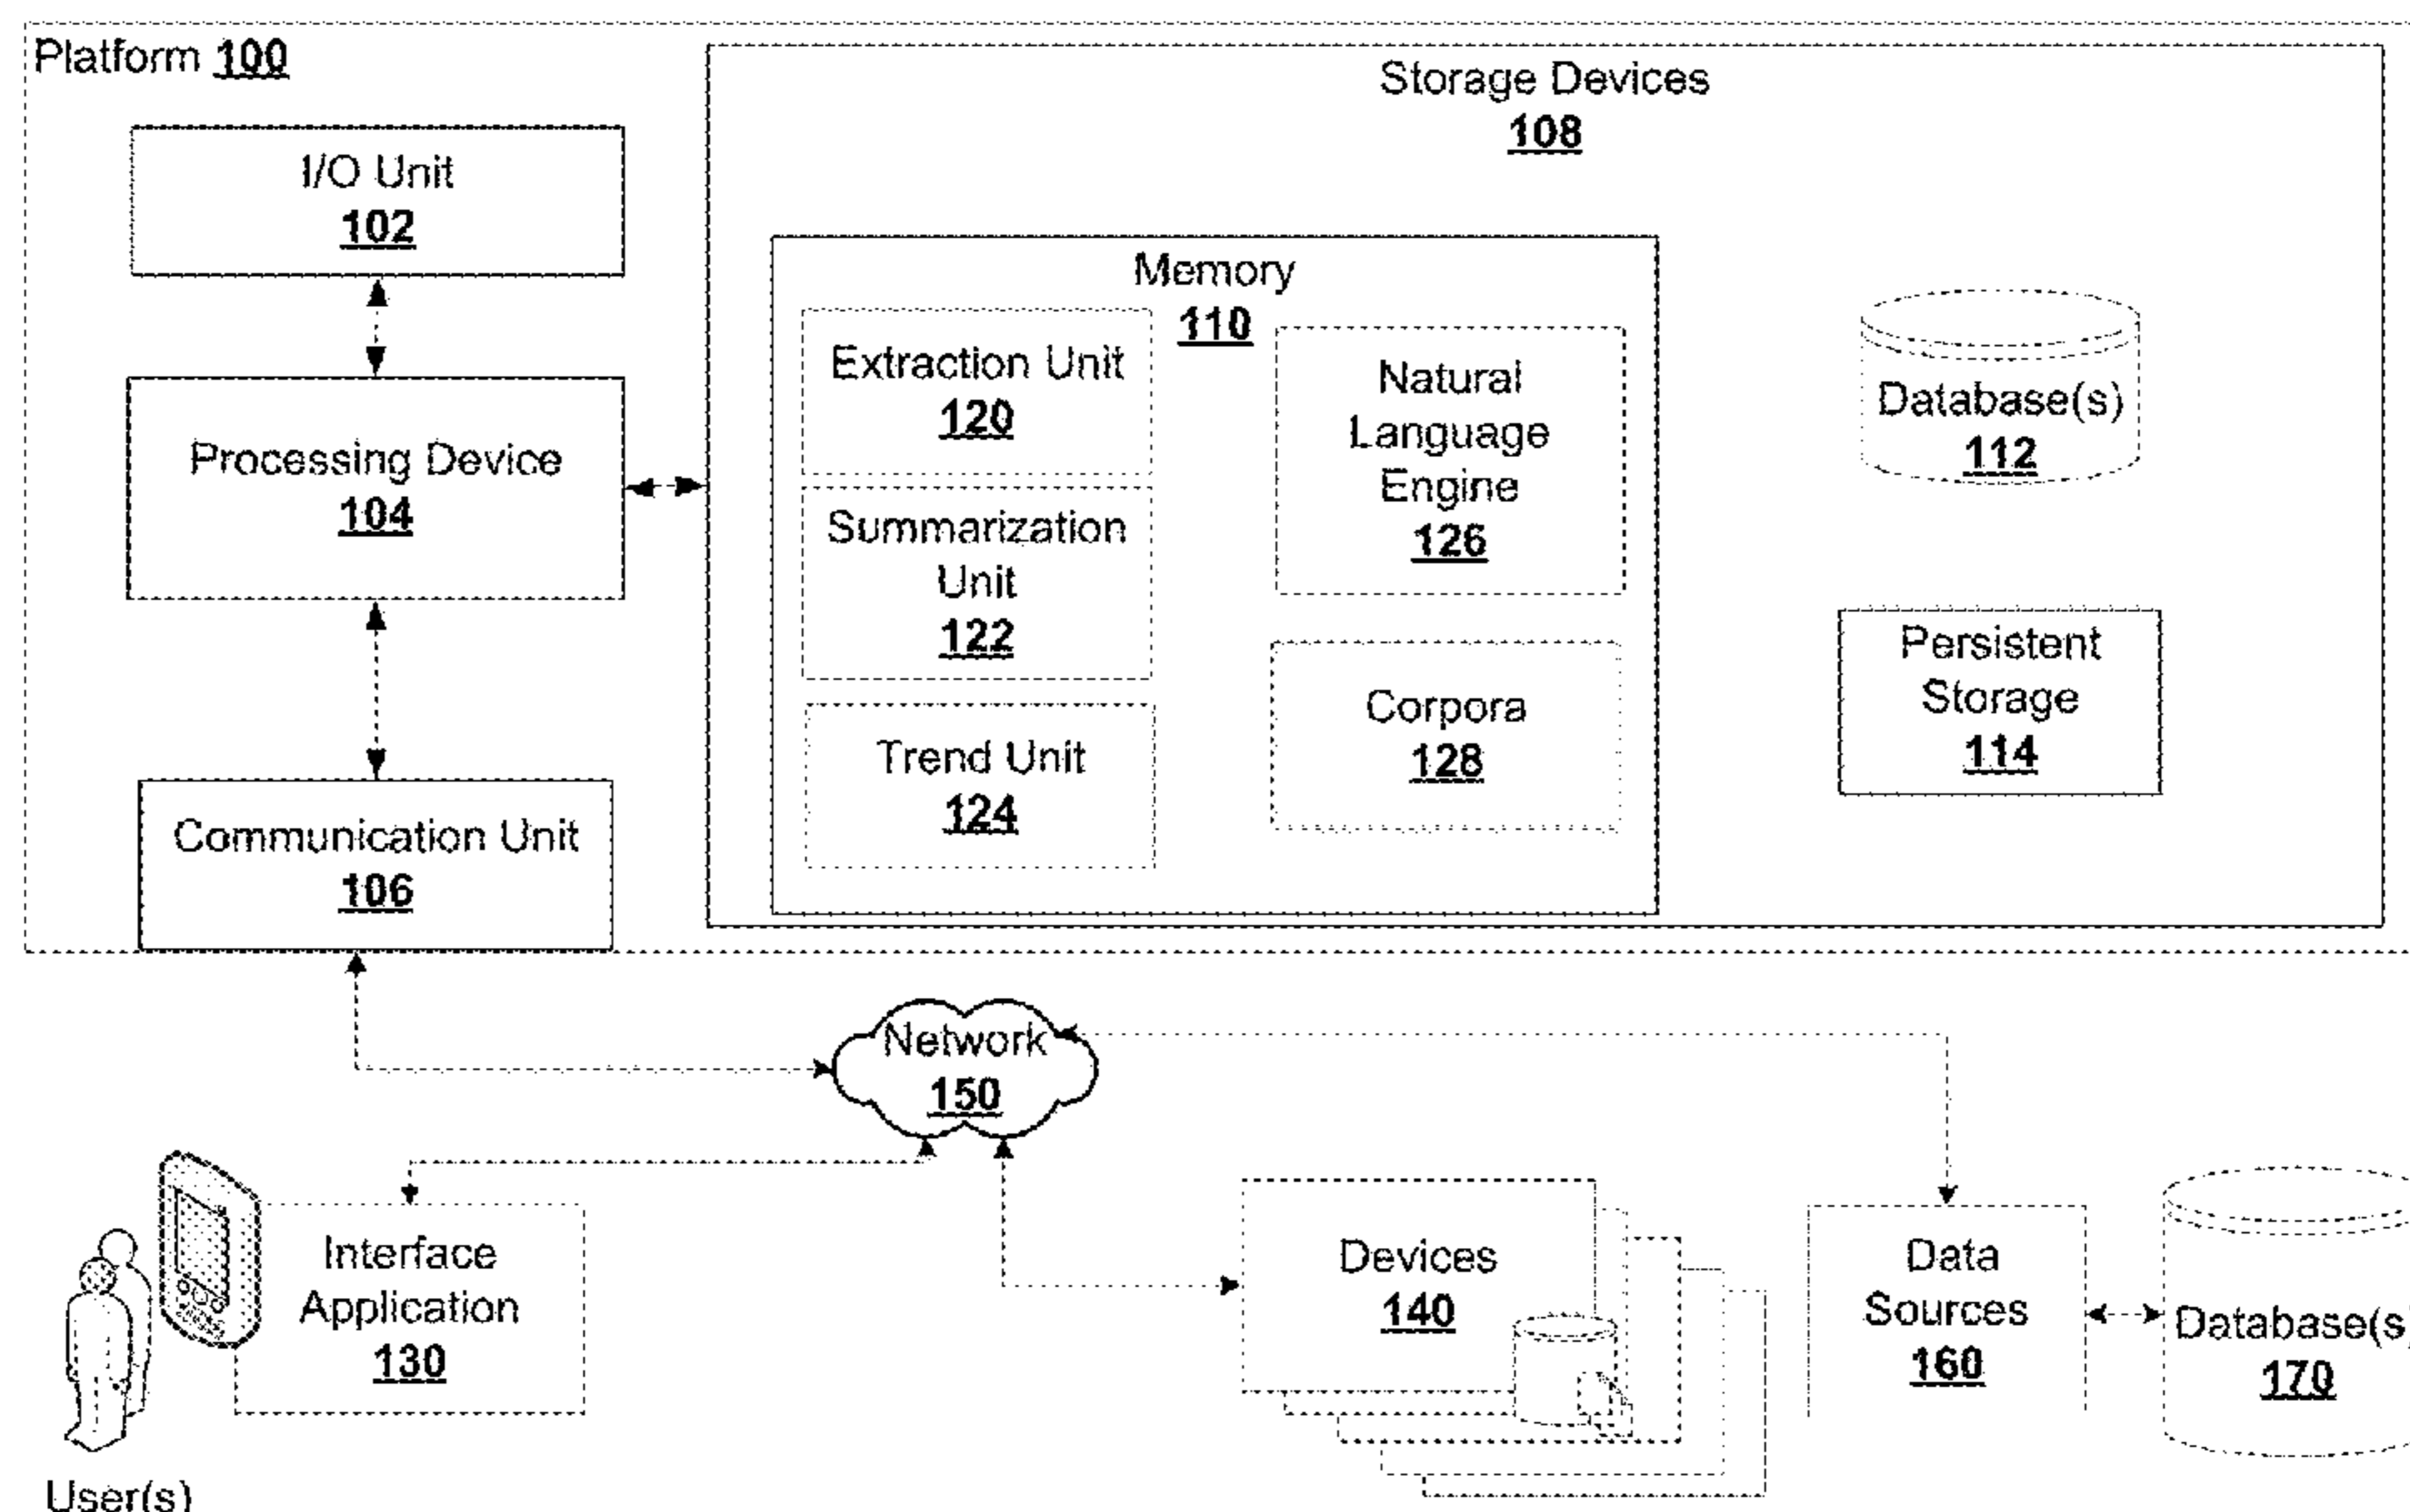 Platform 100
Storage Devices
108
I/O Unit
102
Processing Device
104
Communication Unit
106
Memory
110
Extraction Unit
120
Summarization
Unit
122
Trend Unit
124
Natural
Language
Engine
126
Corpora
128
Database(s)
112
Persistent
Storage
114
Network
150
Interface
Application
130
User(s)
Devices
140
Data
Sources
160
Database(s)
170